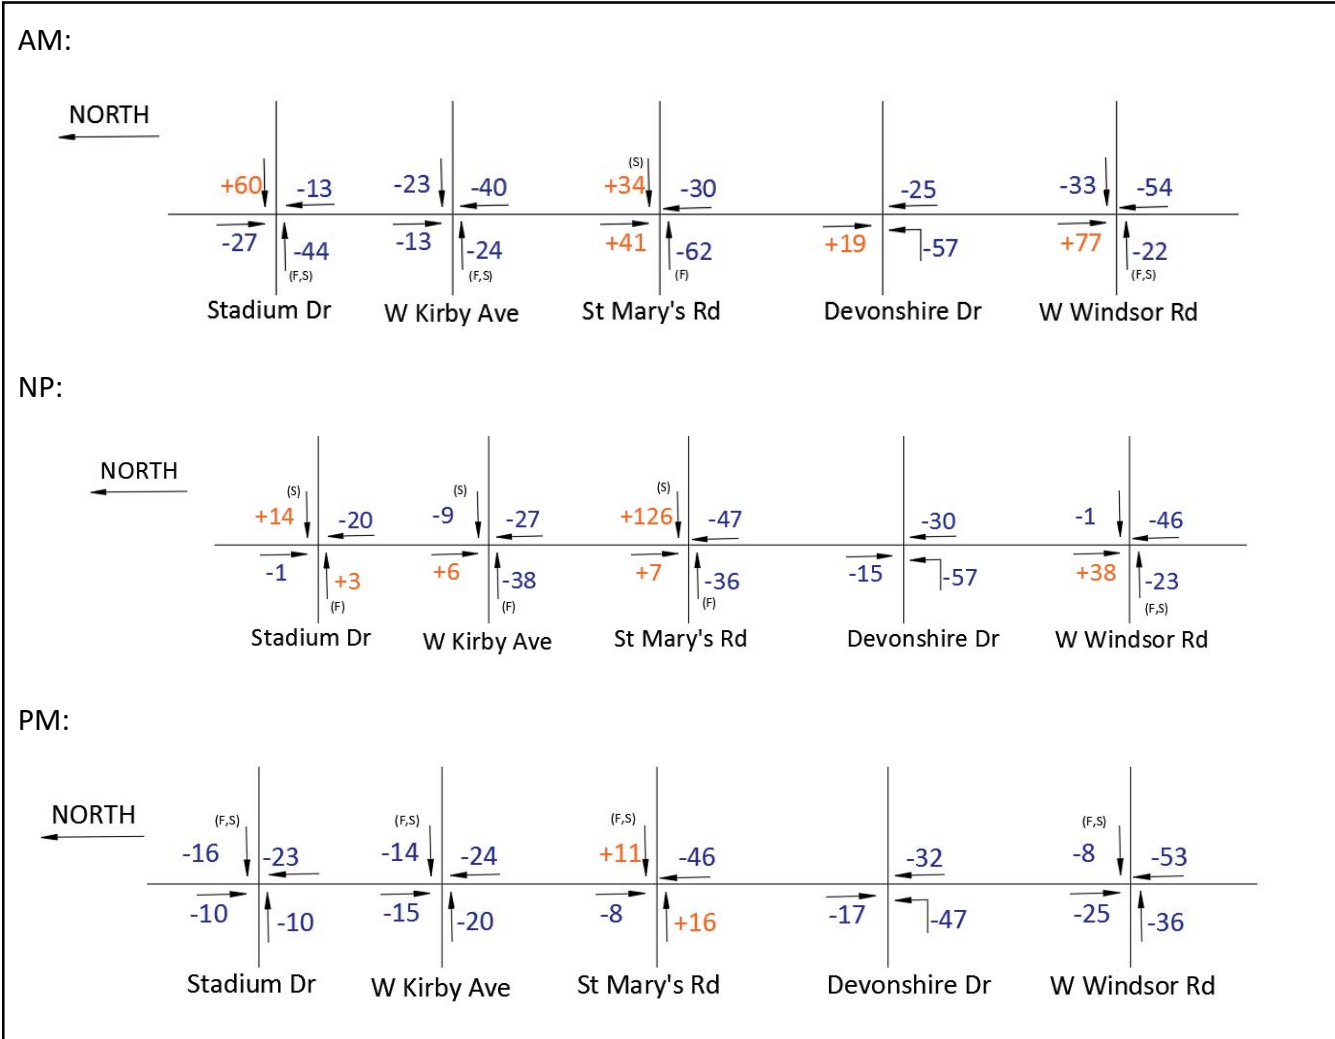 AM:
NORTH
(S)
+60 -13 -23 -40 +34 -30 -25 -33 -54
-27 -44 -13 -24 +41 -62 +19 -57 +77 -22
(F,S) (F,S) (F) (F,S)
Stadium Dr W Kirby Ave St Mary's Rd Devonshire Dr W Windsor Rd
NP:
NORTH
(S) (S) (S)
+14 -20 -9 -27 +126 -47 -30 -1 -46
-1 +3 +6 -38 +7 -36 -15 -57 +38 -23
(F) (F) (F) (F,S)
Stadium Dr W Kirby Ave St Mary's Rd Devonshire Dr W Windsor Rd
PM:
NORTH
(F,S) (F,S) (F,S) (F,S)
-16 -23 -14 -24 +11 -46 -32 -8 -53
-10 -10 -15 -20 -8 +16 -17 -47 -25 -36
Stadium Dr W Kirby Ave St Mary's Rd Devonshire Dr W Windsor Rd